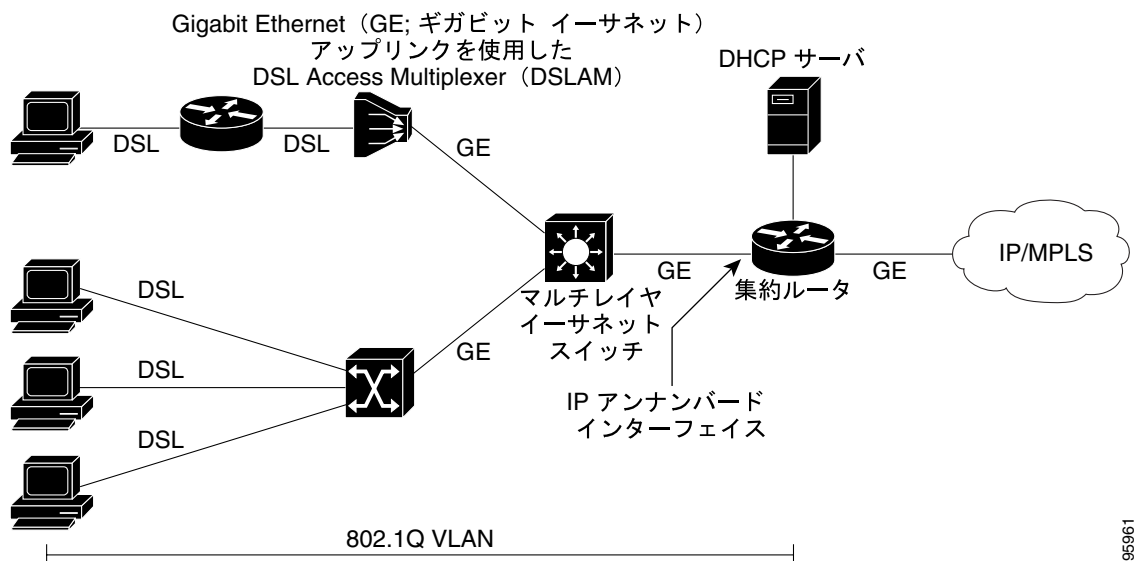 Gigabit Ethernet（GE; ギガビット イーサネット）
アップリンクを使用した
DSL Access Multiplexer（DSLAM）
DHCP サーバ
DSL
DSL
GE
DSL
DSL
DSL
GE
GE
GE
IP/MPLS
マルチレイヤ
イーサネット
スイッチ
集約ルータ
IP アンナンバード
インターフェイス
802.1Q VLAN
95961